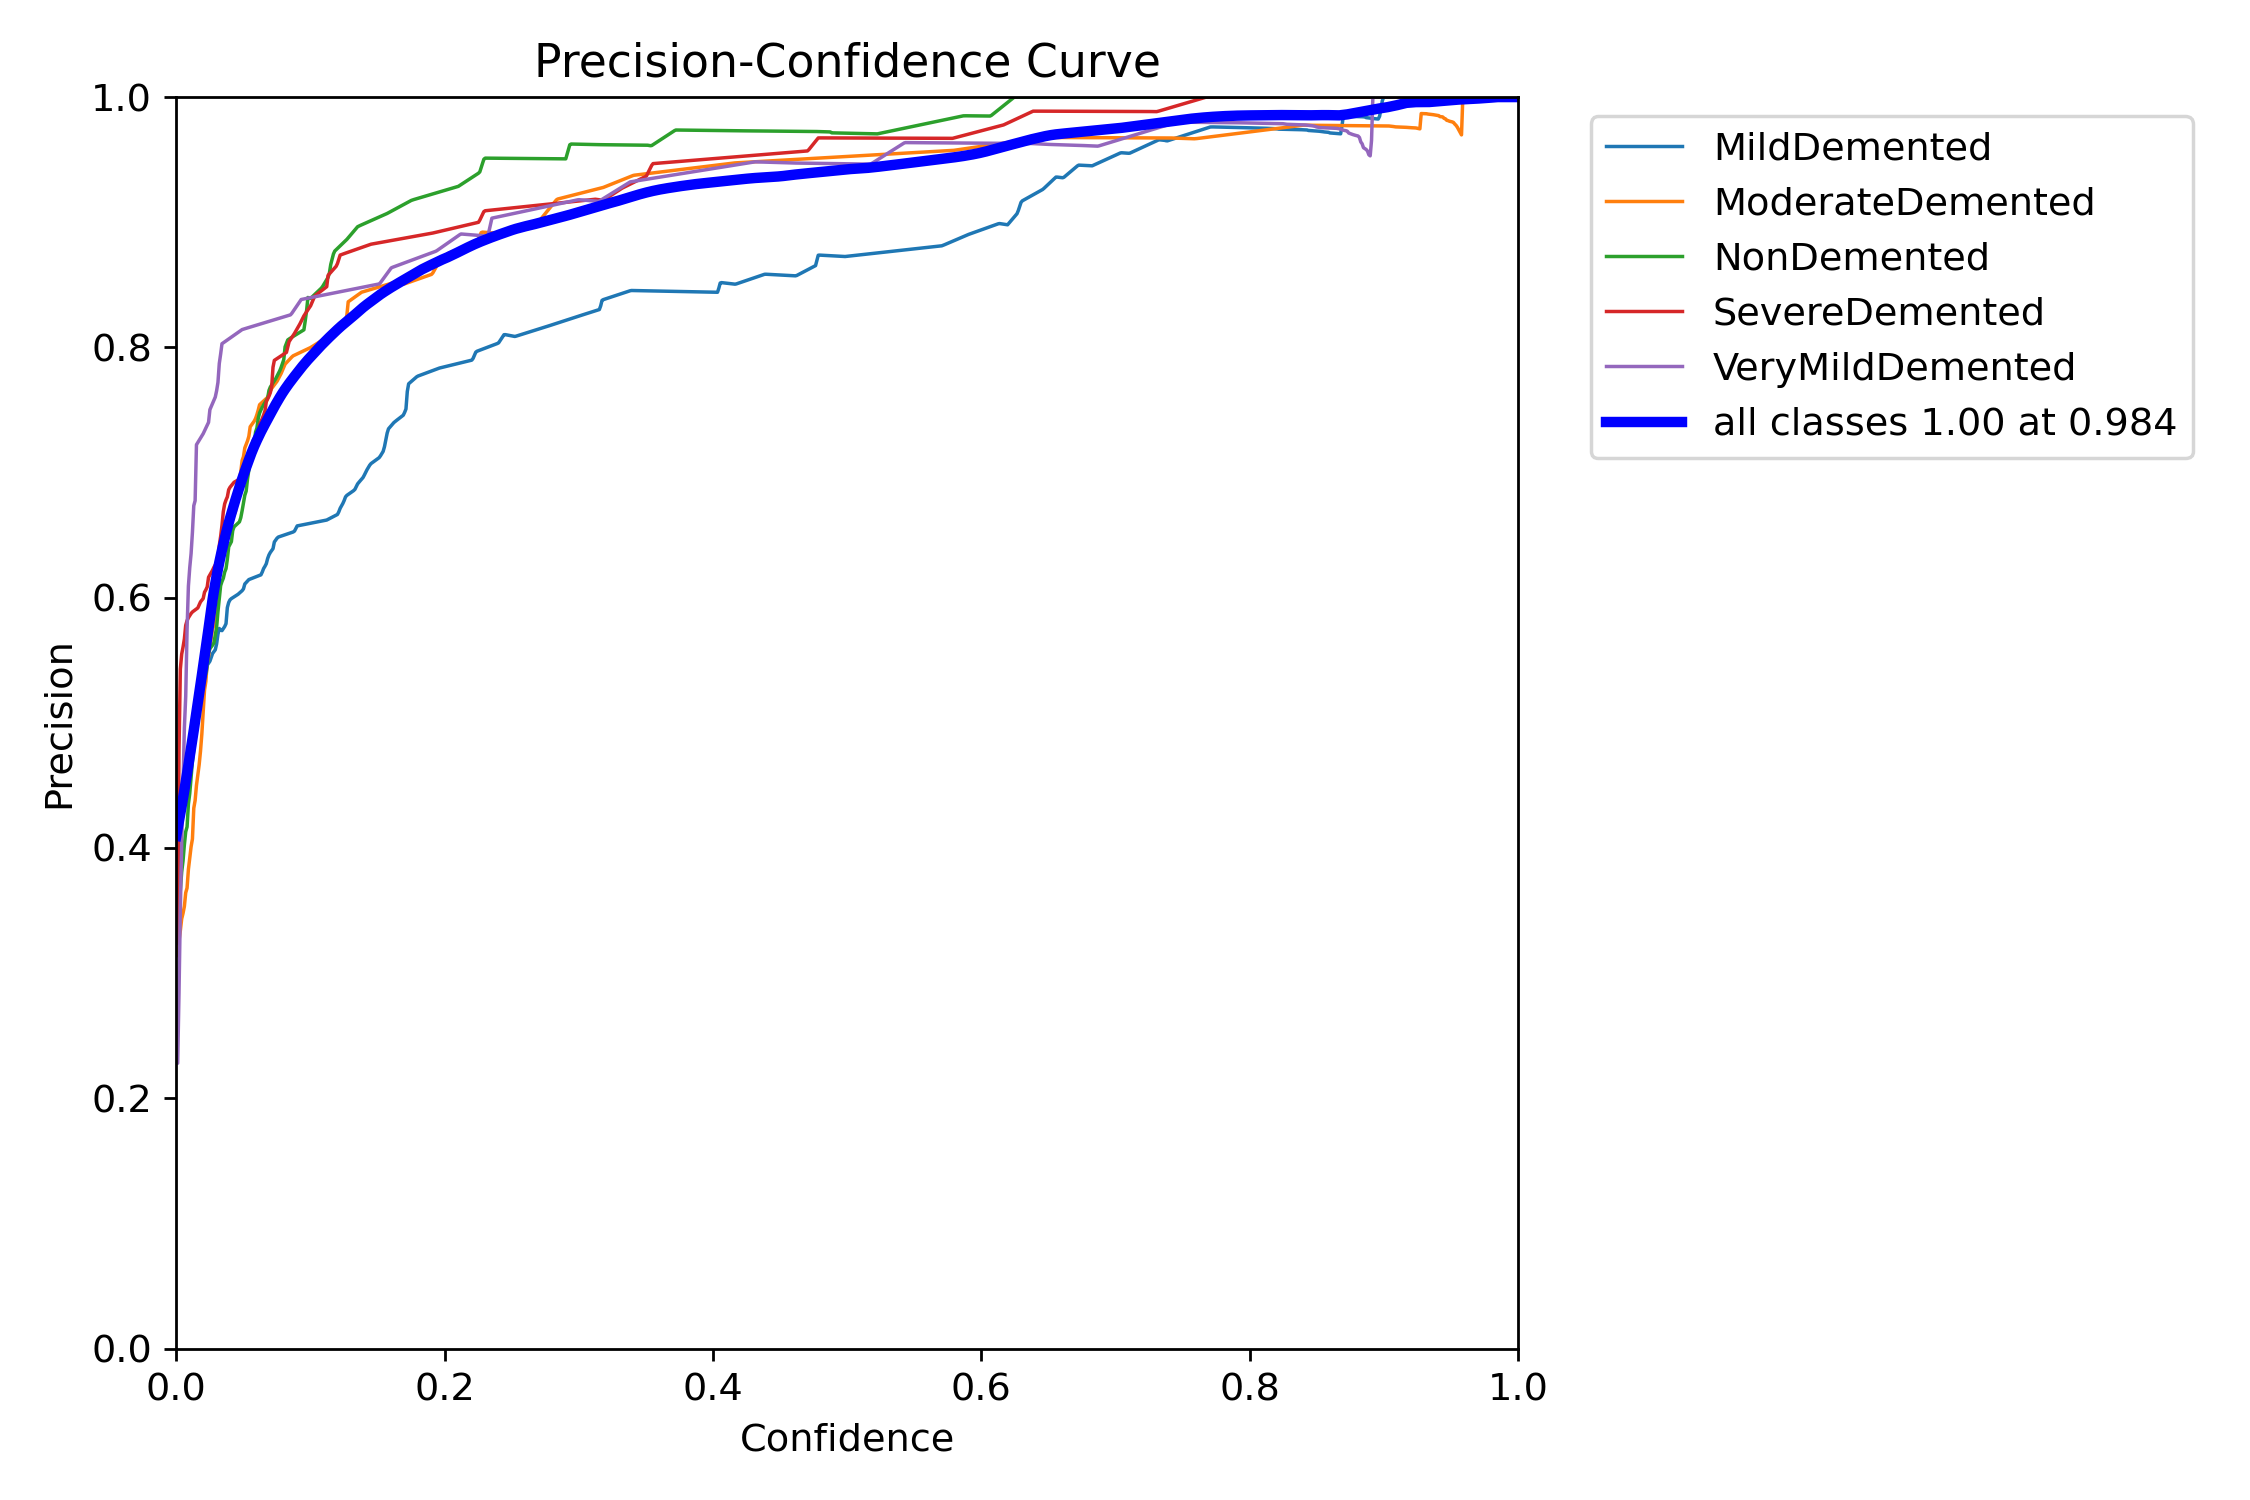 Precision-Confidence Curve
1.0
0.8
0.6
0.4
0.2
0.0
Precision
0.0 0.2 0.4 0.6 0.8 1.0
Confidence
MildDemented
ModerateDemented
NonDemented
SevereDemented
VeryMildDemented
all classes 1.00 at 0.984